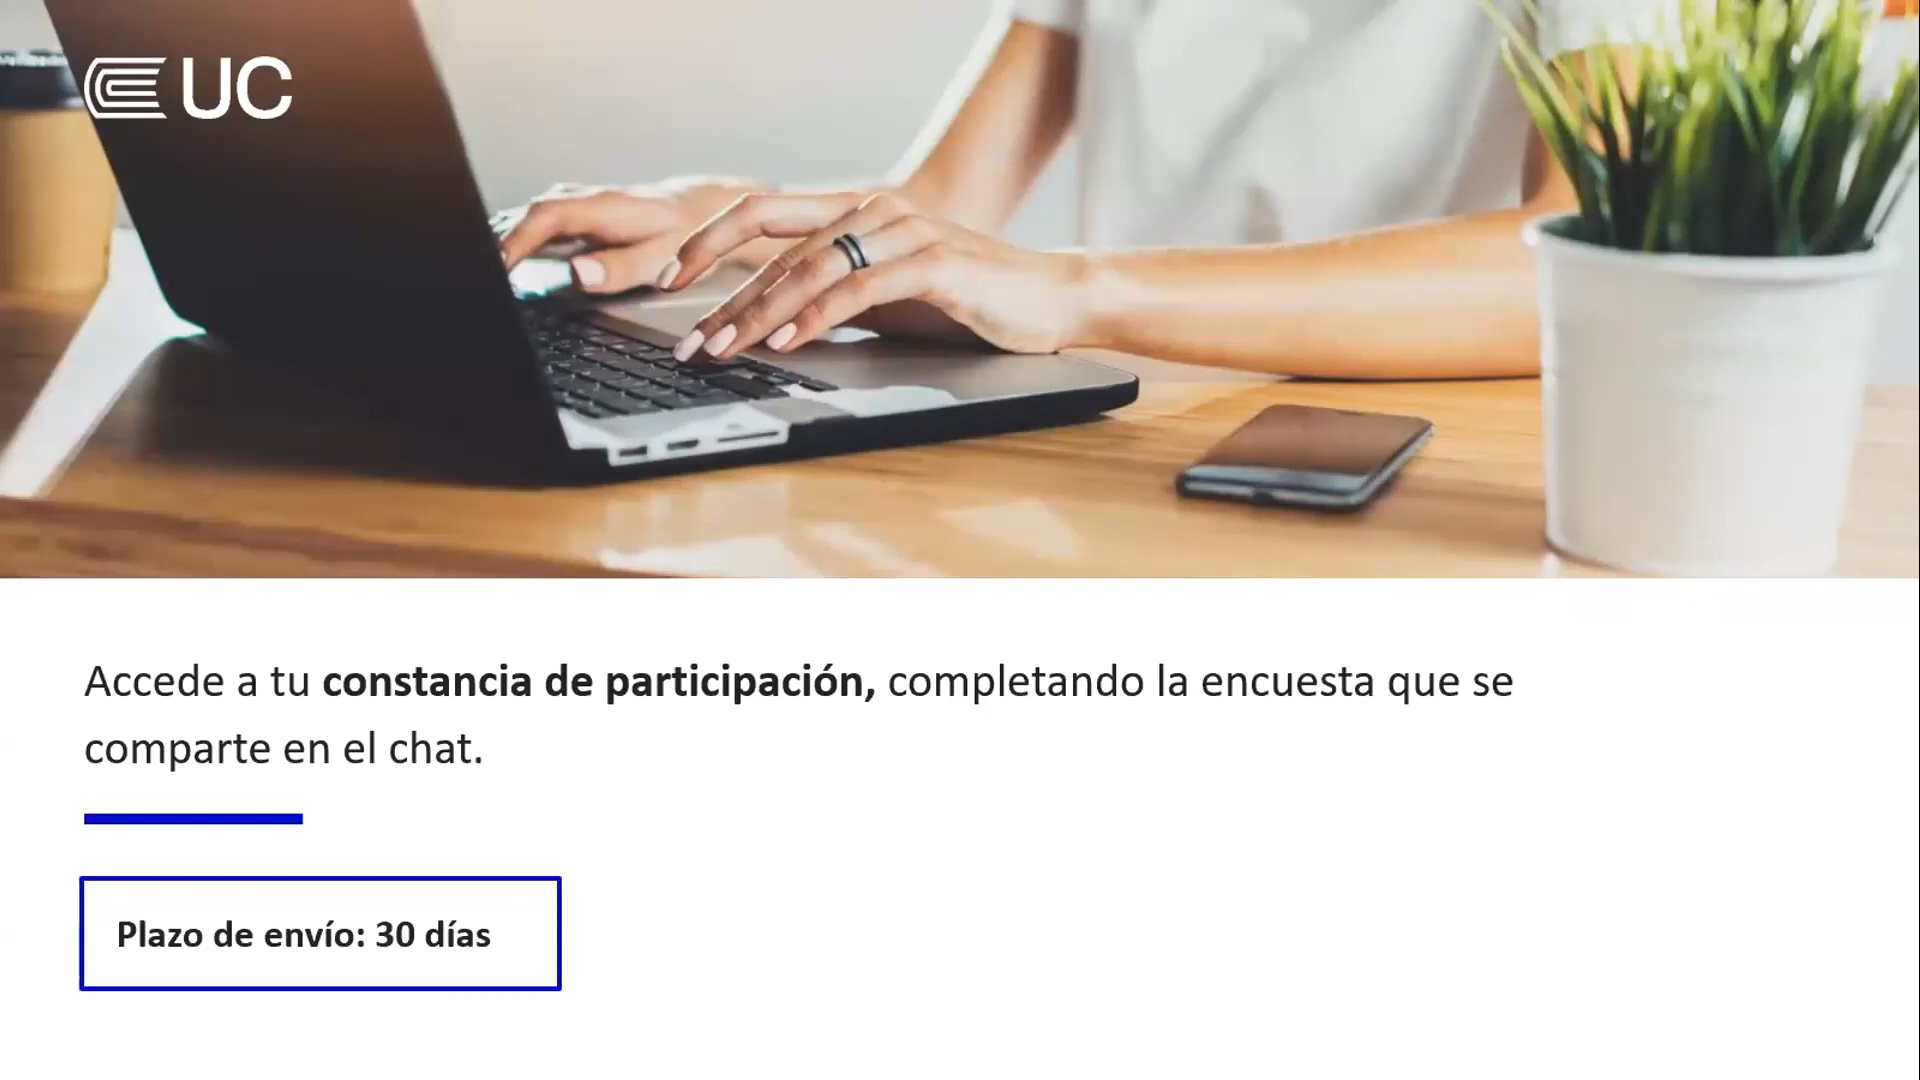 UC
Accede a tu constancia de participación, completando la encuesta que se
comparte en el chat.
Plazo de envío: 30 días